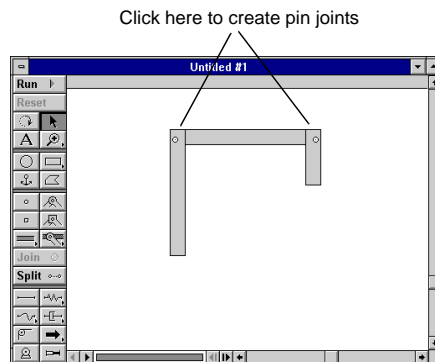 Click here to create pin joints
Untitled #1
Run
Reset
A
Join
Split